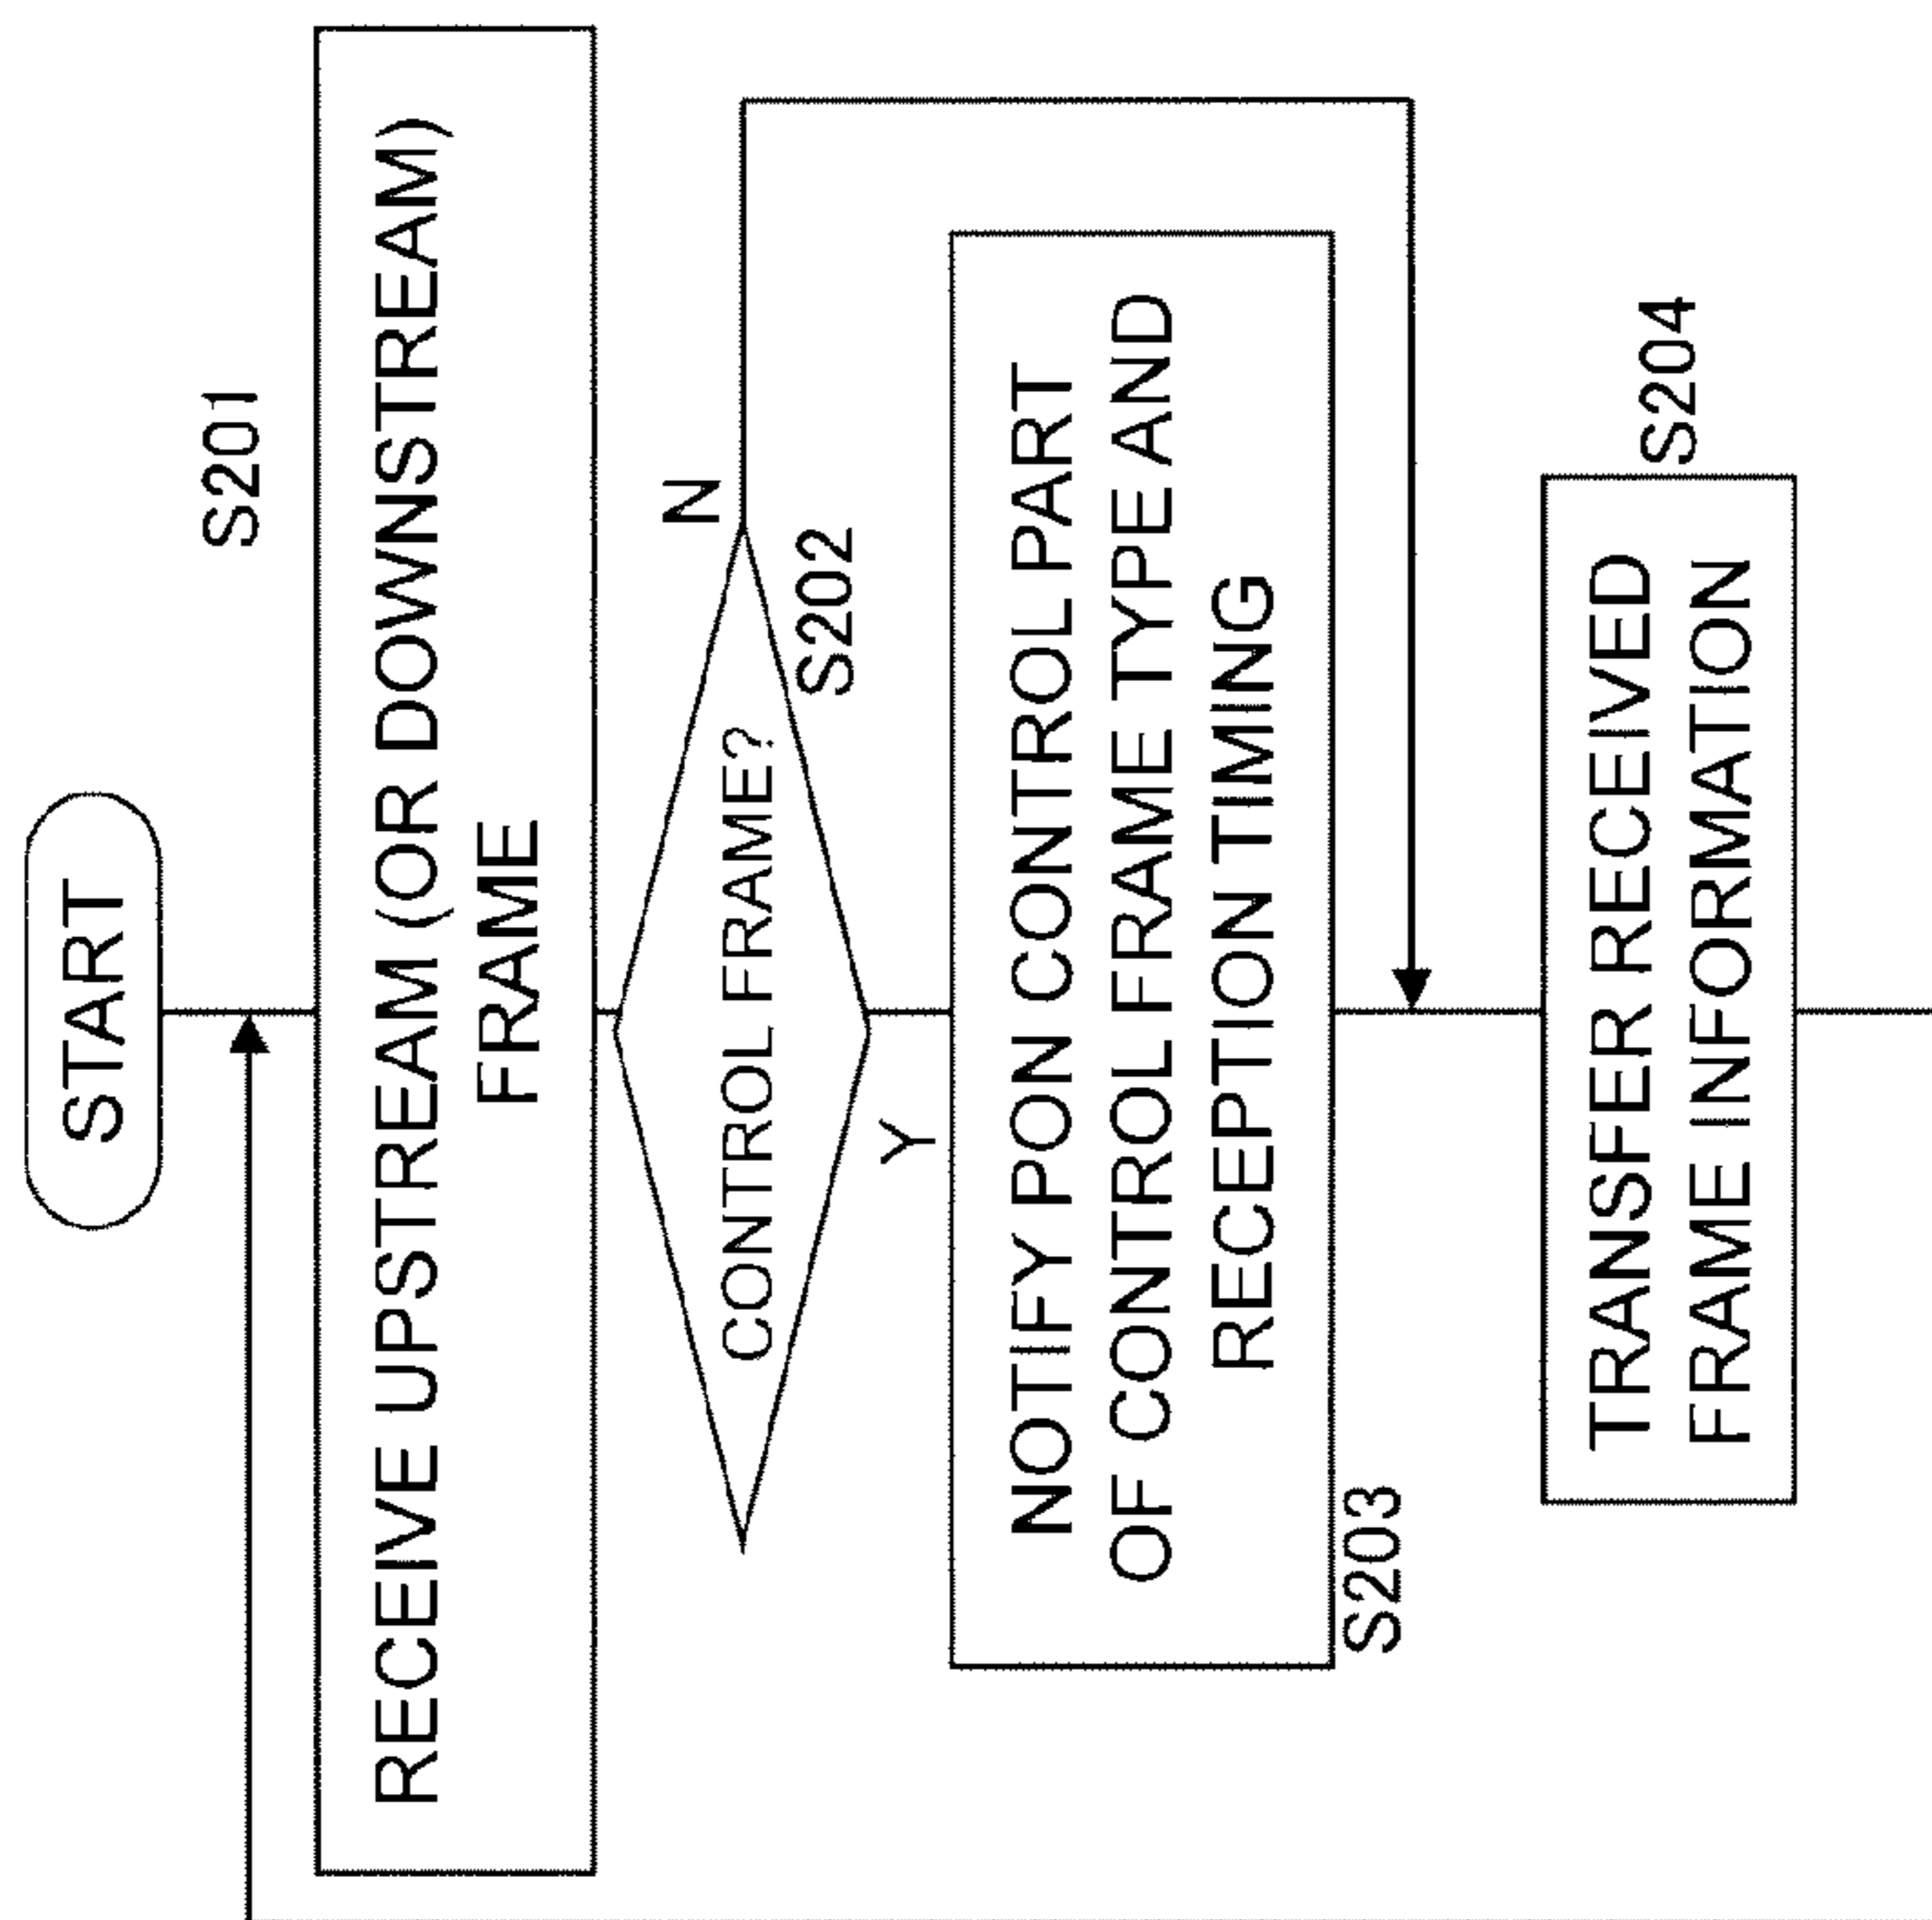 START
S201
RECEIVE UPSTREAM (OR DOWNSTREAM)
FRAME
N
CONTROL FRAME?
S202
Y
NOTIFY PON CONTROL PART
OF CONTROL FRAME TYPE AND
RECEPTION TIMING
S203
S204
TRANSFER RECEIVED
FRAME INFORMATION